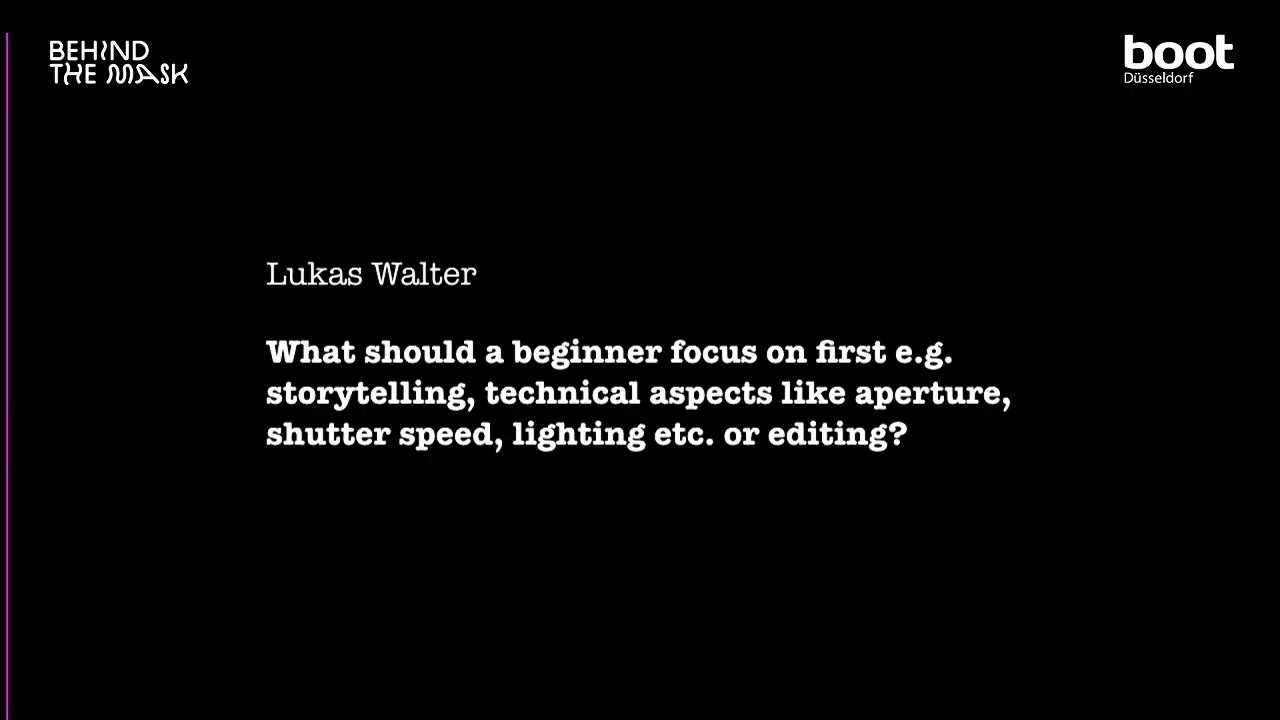 BEHIND
THE MASK
boot
Düsseldorf
Lukas Walter
What should a beginner focus on first e.g.
storytelling, technical aspects like aperture,
shutter speed, lighting etc. or editing?